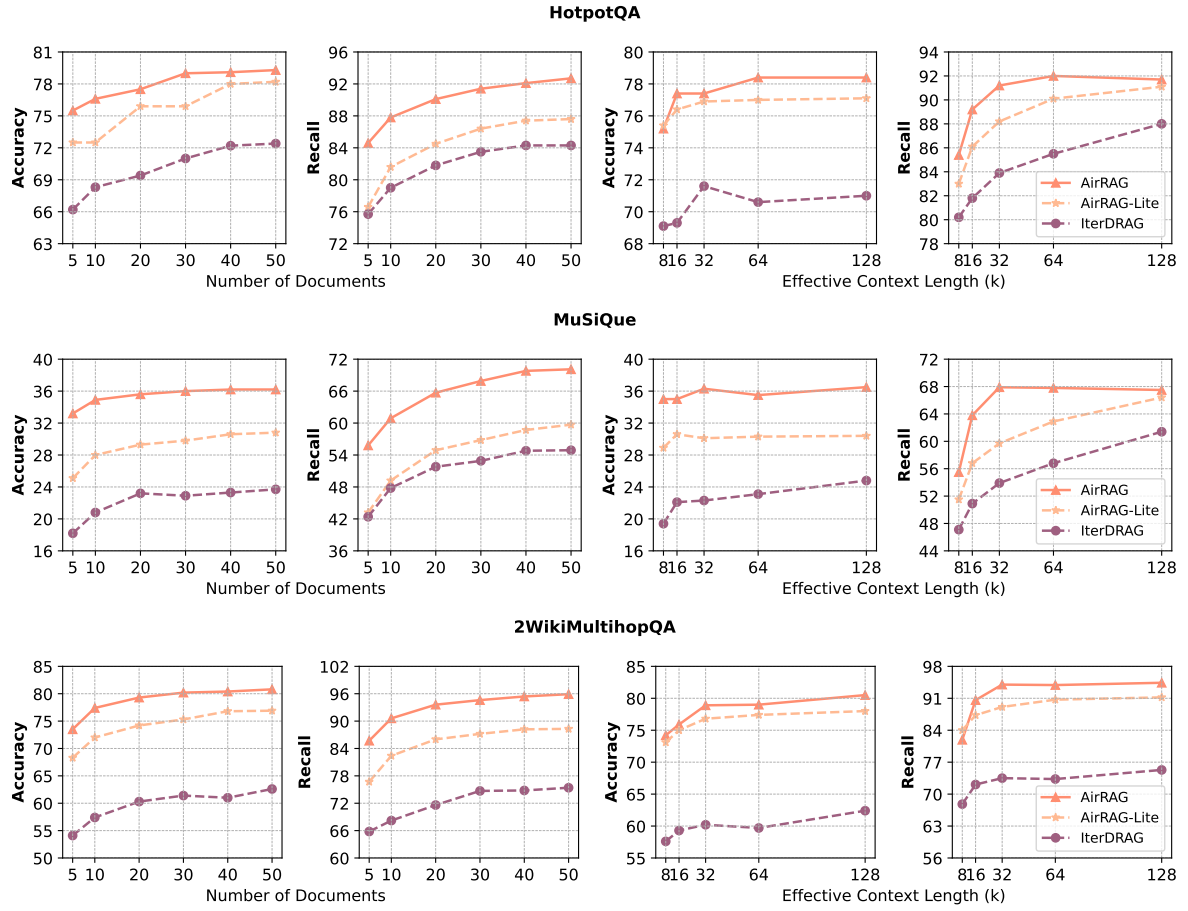 HotpotQA
81
78
75
72
69
66
63
Accuracy
5 10 20 30 40 50
96
92
88
84
80
76
72
Recall
5 10 20 30 40 50
Number of Documents
80
78
76
74
72
70
68
Accuracy
8 16 32 64 128
94
92
90
88
86
84
82
80
78
Recall
8 16 32 64 128
Effective Context Length (k)
AirRAG
AirRAG-Lite
IterDRAG
MuSiQue
40
36
32
28
24
20
16
Accuracy
5 10 20 30 40 50
72
66
60
54
48
42
36
Recall
5 10 20 30 40 50
Number of Documents
40
36
32
28
24
20
16
Accuracy
8 16 32 64 128
72
68
64
60
56
52
48
44
Recall
8 16 32 64 128
Effective Context Length (k)
AirRAG
AirRAG-Lite
IterDRAG
2WikiMultihopQA
85
80
75
70
65
60
55
50
Accuracy
5 10 20 30 40 50
102
96
90
84
78
72
66
60
Recall
5 10 20 30 40 50
Number of Documents
85
80
75
70
65
60
55
Accuracy
8 16 32 64 128
98
91
84
77
70
63
56
Recall
8 16 32 64 128
Effective Context Length (k)
AirRAG
AirRAG-Lite
IterDRAG